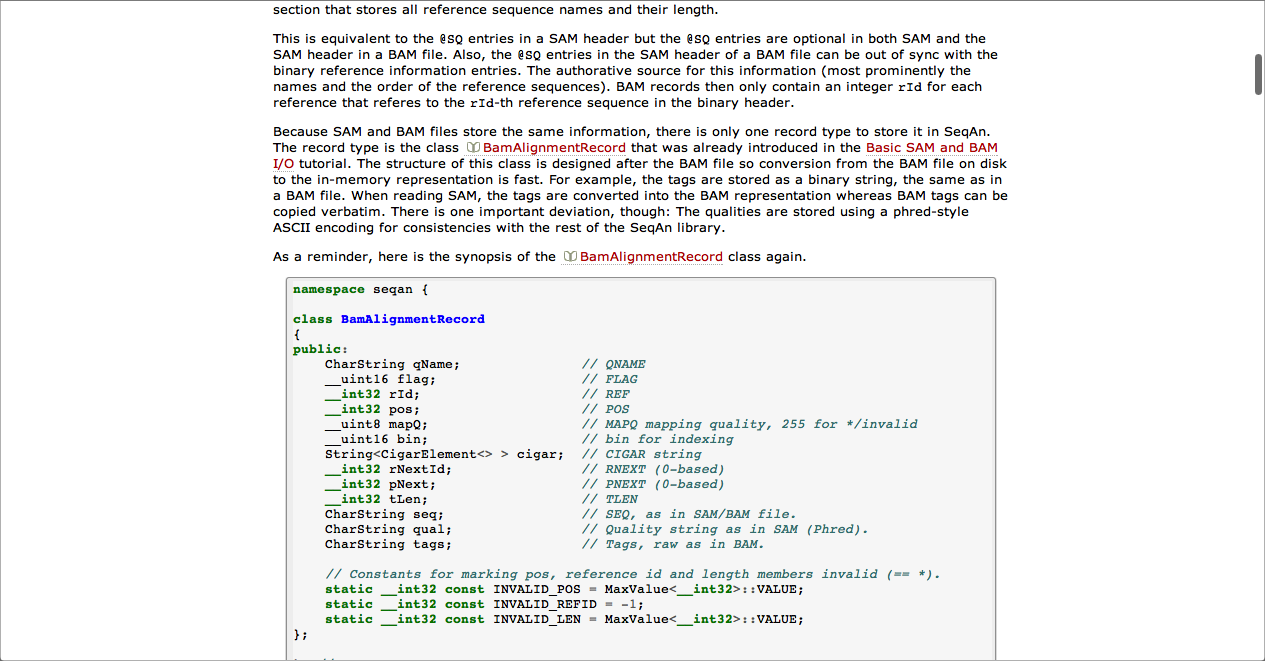 section that stores all reference sequence names and their length.
This is equivalent to the @SQ entries in a SAM header but the @SQ entries are optional in both SAM and the
SAM header in a BAM file. Also, the @SQ entries in the SAM header of a BAM file can be out of sync with the
binary reference information entries. The authorative source for this information (most prominently the
names and the order of the reference sequences). BAM records then only contain an integer rId for each
reference that referes to the rId-th reference sequence in the binary header.
Because SAM and BAM files store the same information, there is only one record type to store it in SeqAn.
The record type is the class BamAlignmentRecord that was already introduced in the Basic SAM and BAM
I/O tutorial. The structure of this class is designed after the BAM file so conversion from the BAM file on disk
to the in-memory representation is fast. For example, the tags are stored as a binary string, the same as in
a BAM file. When reading SAM, the tags are converted into the BAM representation whereas BAM tags can be
copied verbatim. There is one important deviation, though: The qualities are stored using a phred-style
ASCII encoding for consistencies with the rest of the SeqAn library.
As a reminder, here is the synopsis of the BamAlignmentRecord class again.
namespace seqan {
class BamAlignmentRecord
{
public:
    CharString qName;               // QNAME
    __uint16 flag;                  // FLAG
    __int32 rId;                    // REF
    __int32 pos;                    // POS
    __uint8 mapQ;                   // MAPQ mapping quality, 255 for */invalid
    __uint16 bin;                   // bin for indexing
    String<CigarElement<> > cigar;  // CIGAR string
    __int32 rNextId;                // RNEXT (0-based)
    __int32 pNext;                  // PNEXT (0-based)
    __int32 tLen;                   // TLEN
    CharString seq;                 // SEQ, as in SAM/BAM file.
    CharString qual;                // Quality string as in SAM (Phred).
    CharString tags;                // Tags, raw as in BAM.
    // Constants for marking pos, reference id and length members invalid (== *).
    static __int32 const INVALID_POS = MaxValue<__int32>::VALUE;
    static __int32 const INVALID_REFID = -1;
    static __int32 const INVALID_LEN = MaxValue<__int32>::VALUE;
};